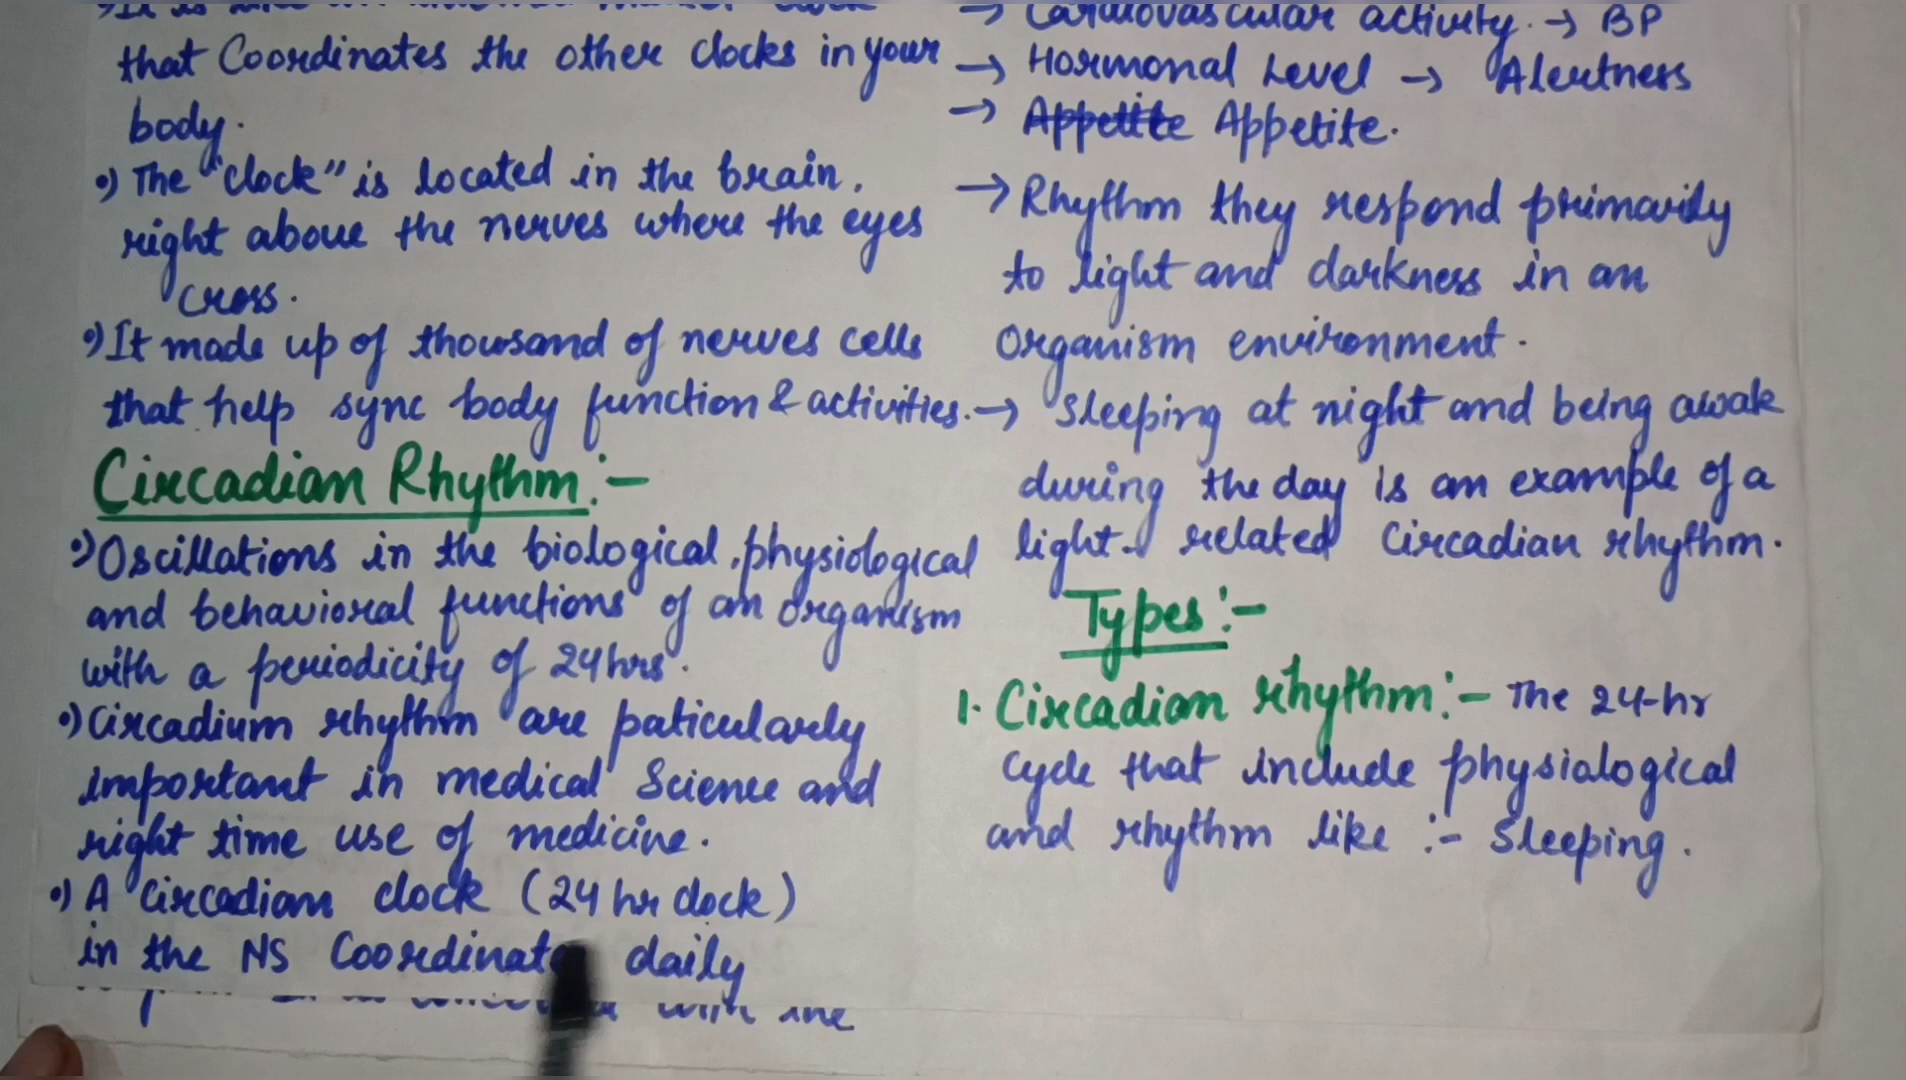 that Coordinates the other clocks in your
body.
The "clock" is located in the brain,
right above the nerves where the eyes
cross.
It made up of thousand of nerves cells
that help sync body function & activities.
Circadian Rhythm :-
Oscillations in the biological, physiological
and behavioral functions of an organism
with a periodicity of 24hrs.
Circadium rhythm are paticularly
important in medical Science and
right time use of medicine.
A Circadian clock (24 hr clock)
in the NS Coordinates daily
with the
→ Cardiovascular activity. → BP
→ Hormonal Level → Alertness
→ Appetite Appetite.
→ Rhythm they respond primarily
to light and darkness in an
Organism environment.
→ Sleeping at night and being awak
during the day is an example of a
light-related Circadian rhythm.
Types :-
1. Circadian rhythm :- The 24-hr
Cycle that include physialogical
and rhythm like :- Sleeping.